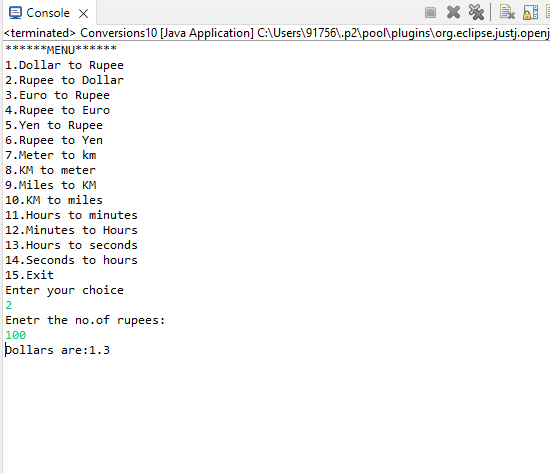 Console
<terminated> Conversions10 [Java Application] C:\Users\91756\.p2\pool\plugins\org.eclipse.justj.openj
******MENU******
1.Dollar to Rupee
2.Rupee to Dollar
3.Euro to Rupee
4.Rupee to Euro
5.Yen to Rupee
6.Rupee to Yen
7.Meter to km
8.KM to meter
9.Miles to KM
10.KM to miles
11.Hours to minutes
12.Minutes to Hours
13.Hours to seconds
14.Seconds to hours
15.Exit
Enter your choice
2
Enetr the no.of rupees:
100
Dollars are:1.3